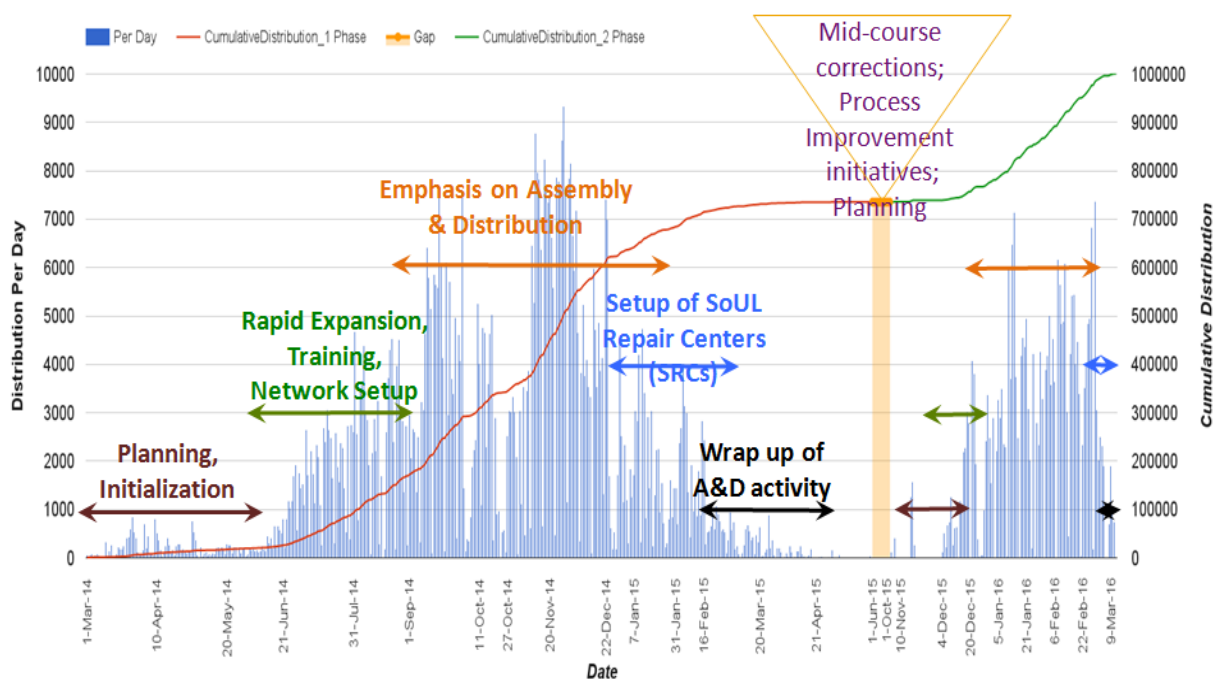 Per Day CumulativeDistribution_1 Phase Gap CumulativeDistribution_2 Phase
Mid-course
corrections;
Process
Improvement
initiatives;
Planning
Emphasis on Assembly
& Distribution
Rapid Expansion,
Training,
Network Setup
Setup of SoUL
Repair Centers
(SRCs)
Planning,
Initialization
Wrap up of
A&D activity
Distribution Per Day
10000
9000
8000
7000
6000
5000
4000
3000
2000
1000
0
Cumulative Distribution
1000000
900000
800000
700000
600000
500000
400000
300000
200000
100000
0
1-Mar-14
10-Apr-14
20-May-14
21-Jun-14
31-Jul-14
1-Sep-14
11-Oct-14
27-Oct-14
20-Nov-14
22-Dec-14
7-Jan-15
31-Jan-15
16-Feb-15
20-Mar-15
21-Apr-15
1-Jun-15
1-Oct-15
10-Nov-15
4-Dec-15
20-Dec-15
5-Jan-16
21-Jan-16
6-Feb-16
22-Feb-16
9-Mar-16
Date